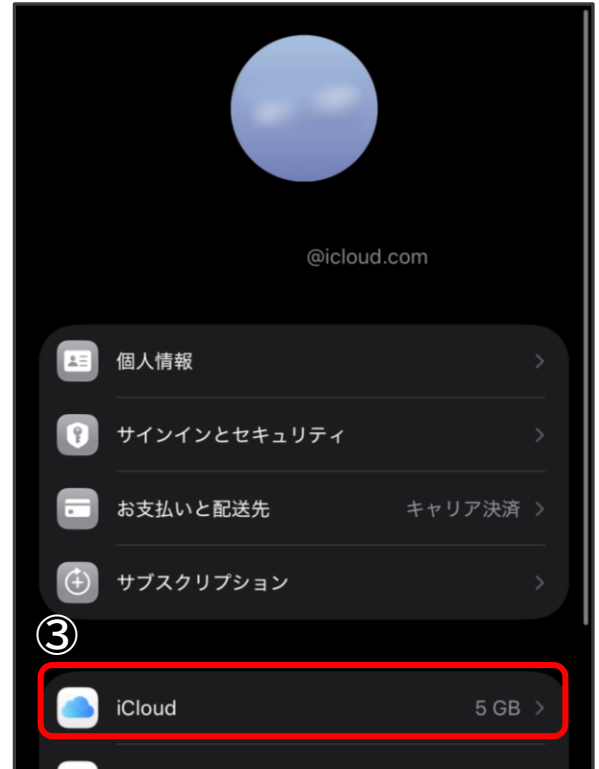 @icloud.com
個人情報
サインインとセキュリティ
お支払いと配送先 キャリア決済
サブスクリプション
③
iCloud 5 GB